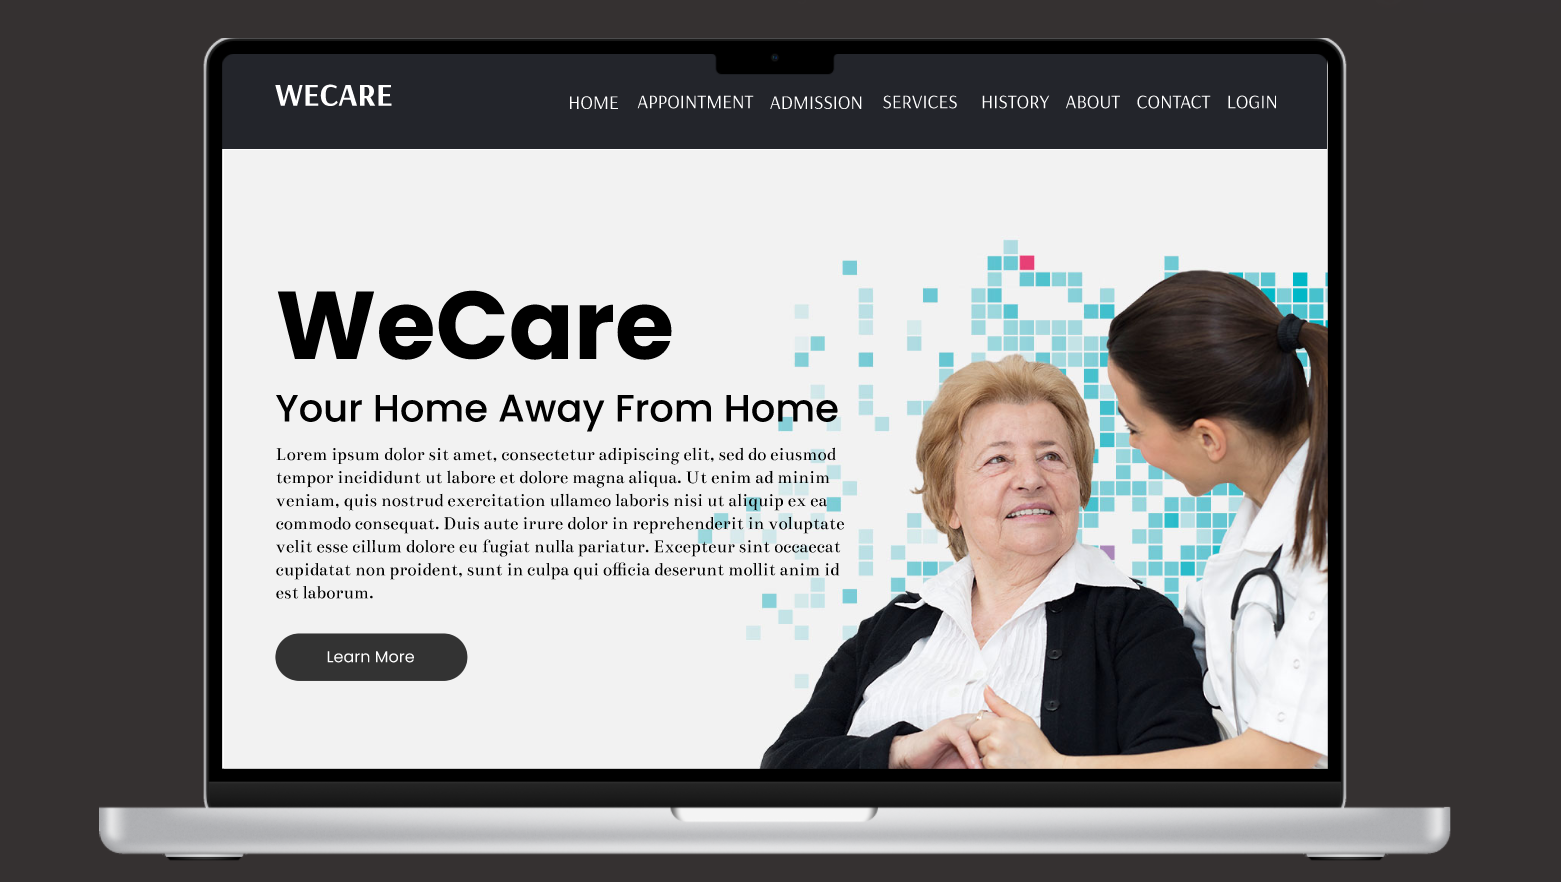 WECARE
HOME APPOINTMENT ADMISSION SERVICES HISTORY ABOUT CONTACT LOGIN
WeCare
Your Home Away From Home
Lorem ipsum dolor sit amet, consectetur adipiscing elit, sed do eiusmod
tempor incididunt ut labore et dolore magna aliqua. Ut enim ad minim
veniam, quis nostrud exercitation ullamco laboris nisi ut aliquip ex ea
commodo consequat. Duis aute irure dolor in reprehenderit in voluptate
velit esse cillum dolore eu fugiat nulla pariatur. Excepteur sint occaecat
cupidatat non proident, sunt in culpa qui officia deserunt mollit anim id
est laborum.
Learn More